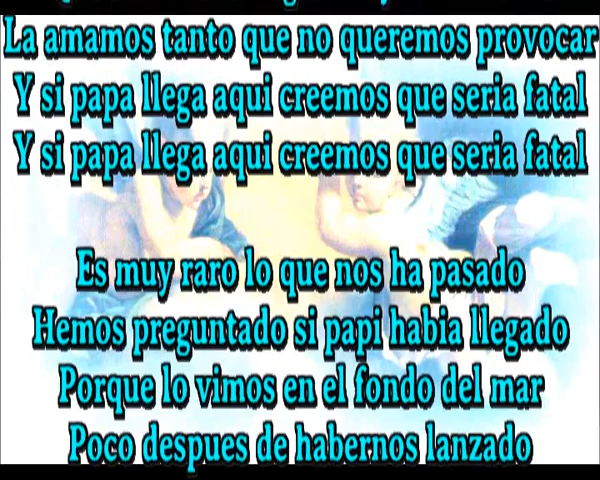 La amamos tanto que no queremos provocar
Y si papa llega aqui creemos que seria fatal
Y si papa llega aqui creemos que seria fatal
Es muy raro lo que nos ha pasado
Hemos preguntado si papi habia llegado
Porque lo vimos en el fondo del mar
Poco despues de habernos lanzado